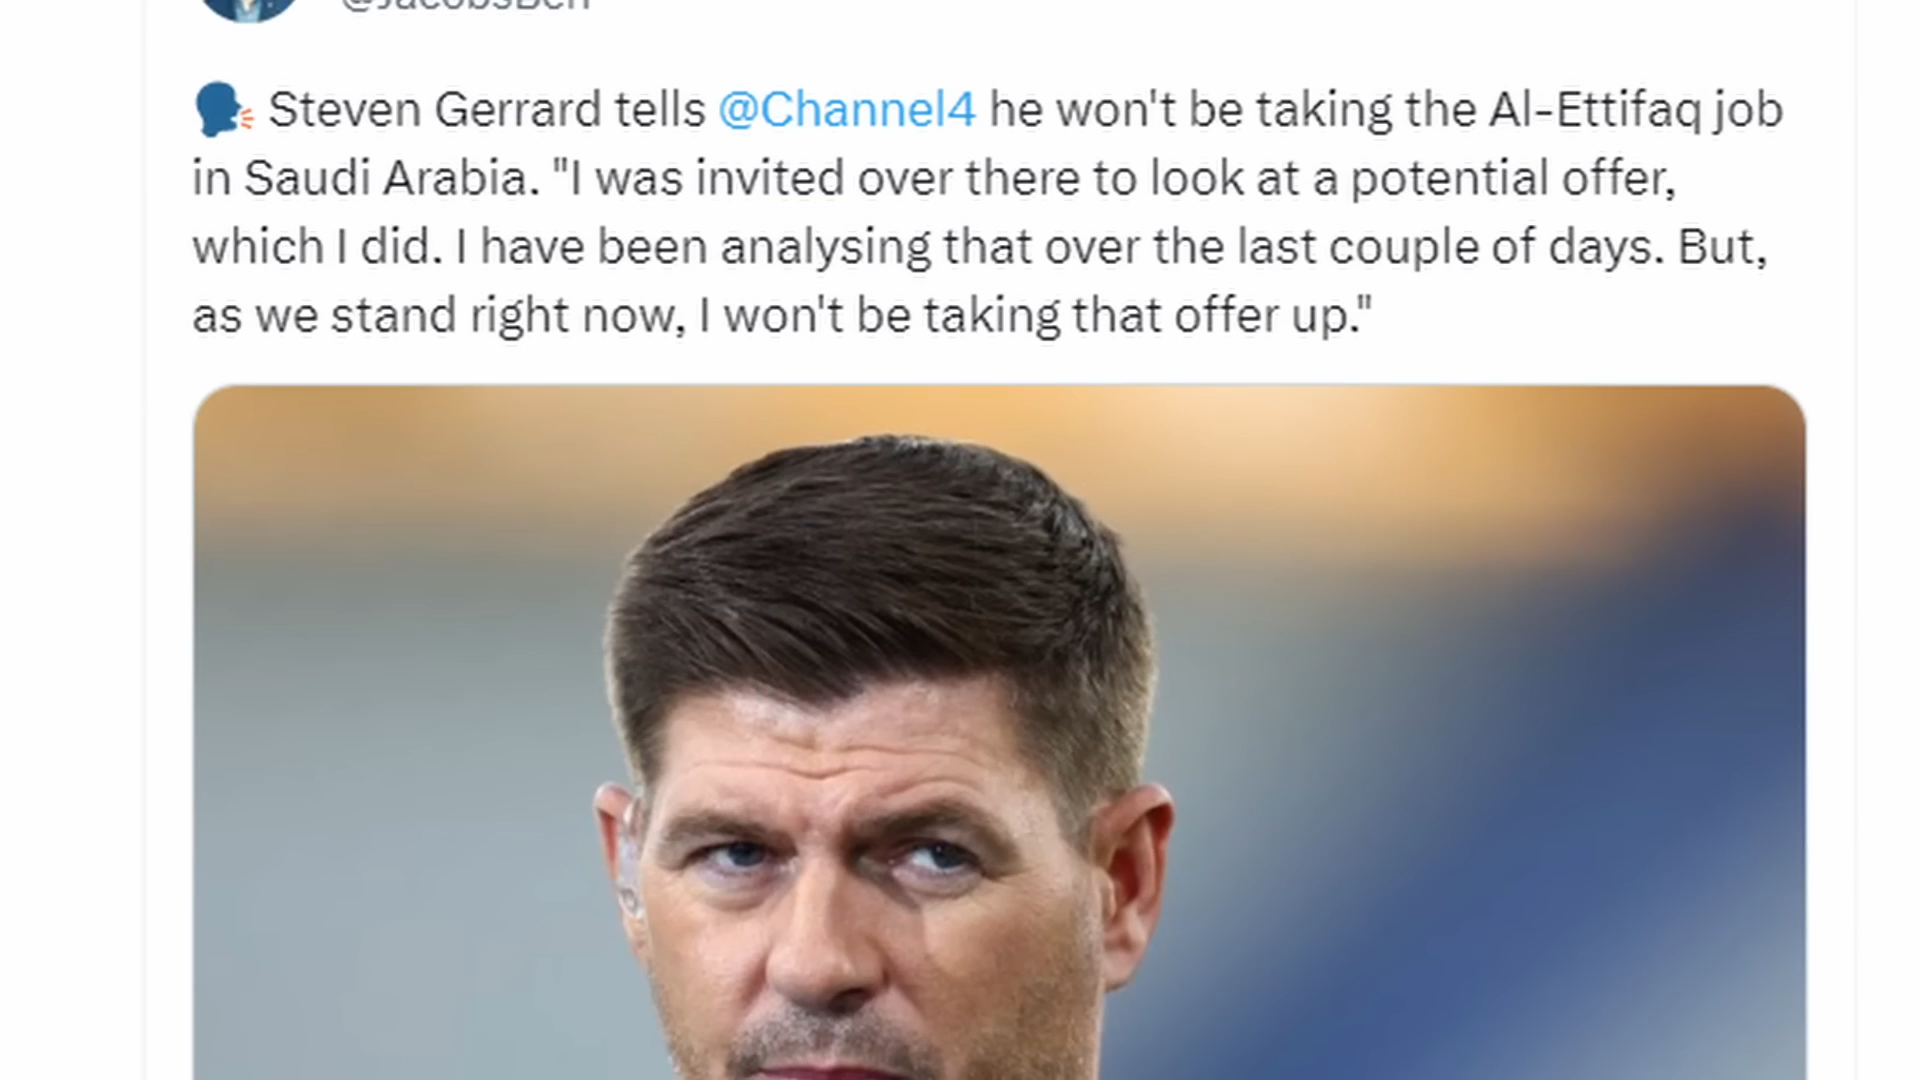 @JacobsBen
🗣 Steven Gerrard tells @Channel4 he won't be taking the Al-Ettifaq job
in Saudi Arabia. "I was invited over there to look at a potential offer,
which I did. I have been analysing that over the last couple of days. But,
as we stand right now, I won't be taking that offer up."